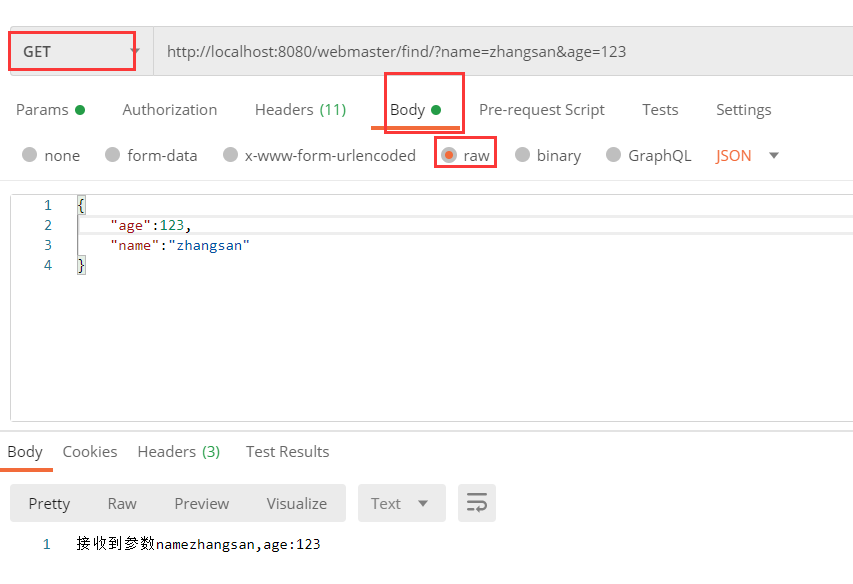 GET http://localhost:8080/webmaster/find/?name=zhangsan&age=123
Params Authorization Headers (11) Body Pre-request Script Tests Settings
none form-data x-www-form-urlencoded raw binary GraphQL JSON
1 {
2 "age":123,
3 "name":"zhangsan"
4 }
Body Cookies Headers (3) Test Results
Pretty Raw Preview Visualize Text
1 接收到参数namezhangsan,age:123